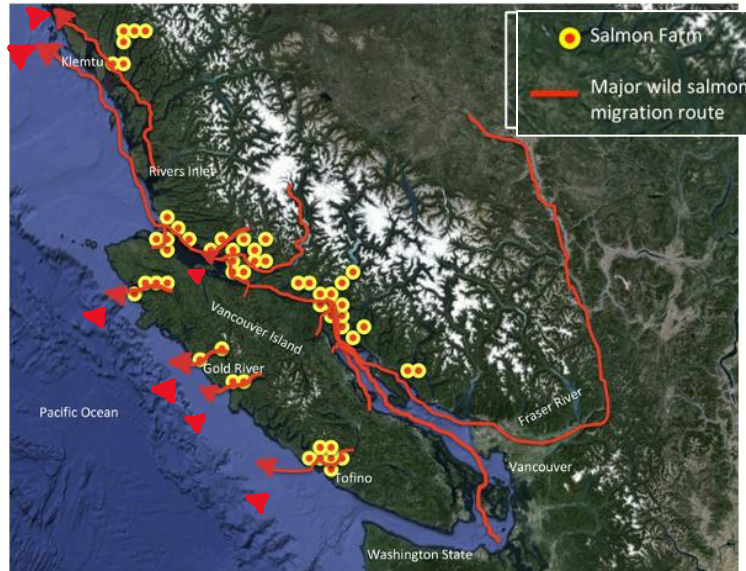 Salmon Farm
Major wild salmon
migration route
Klemtu
Rivers Inlet
Vancouver Island
Gold River
Pacific Ocean
Fraser River
Vancouver
Tofino
Washington State